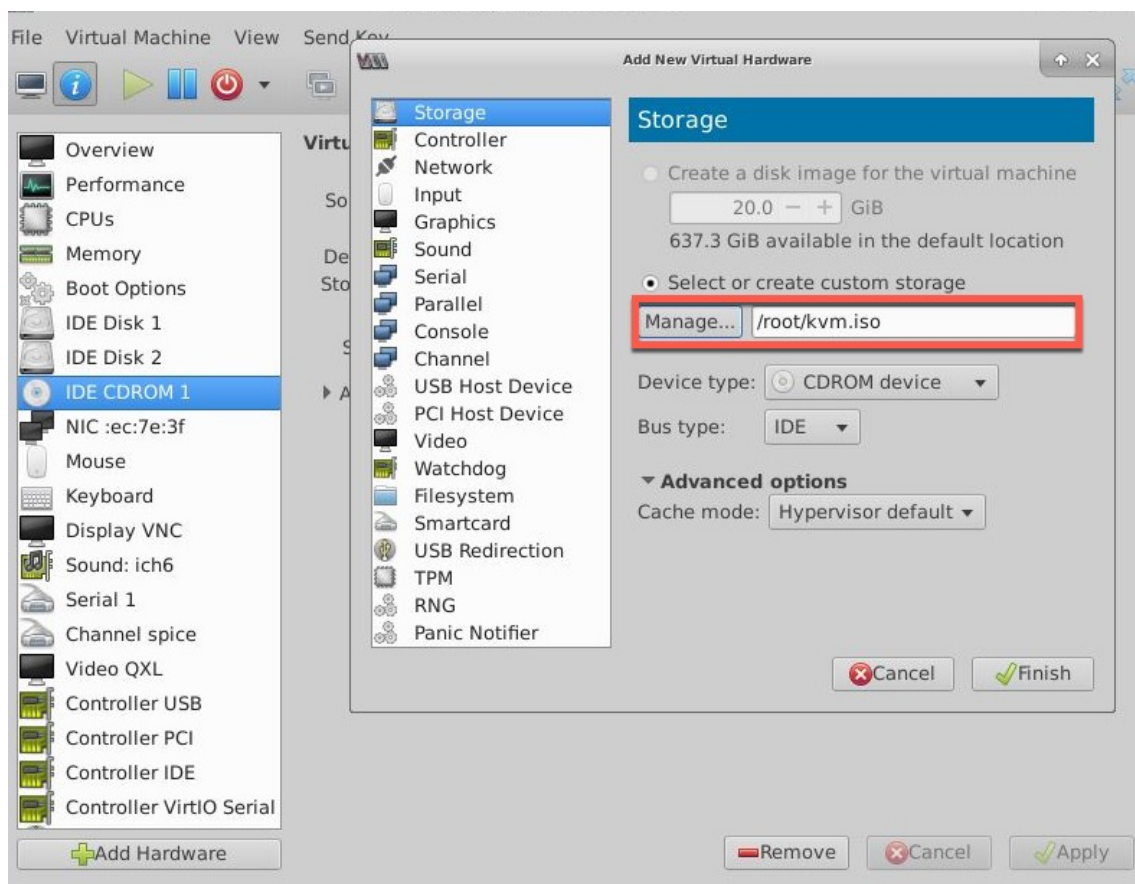 File Virtual Machine View Send Key
Add New Virtual Hardware
Overview
Performance
CPUs
Memory
Boot Options
IDE Disk 1
IDE Disk 2
IDE CDROM 1
NIC :ec:7e:3f
Mouse
Keyboard
Display VNC
Sound: ich6
Serial 1
Channel spice
Video QXL
Controller USB
Controller PCI
Controller IDE
Controller VirtIO Serial
Add Hardware
Virtu
So
De
Sto
A
Storage
Controller
Network
Input
Graphics
Sound
Serial
Parallel
Console
Channel
USB Host Device
PCI Host Device
Video
Watchdog
Filesystem
Smartcard
USB Redirection
TPM
RNG
Panic Notifier
Storage
Create a disk image for the virtual machine
20.0 − + GiB
637.3 GiB available in the default location
Select or create custom storage
Manage... /root/kvm.iso
Device type: CDROM device
Bus type: IDE
Advanced options
Cache mode: Hypervisor default
Cancel Finish
Remove Cancel Apply